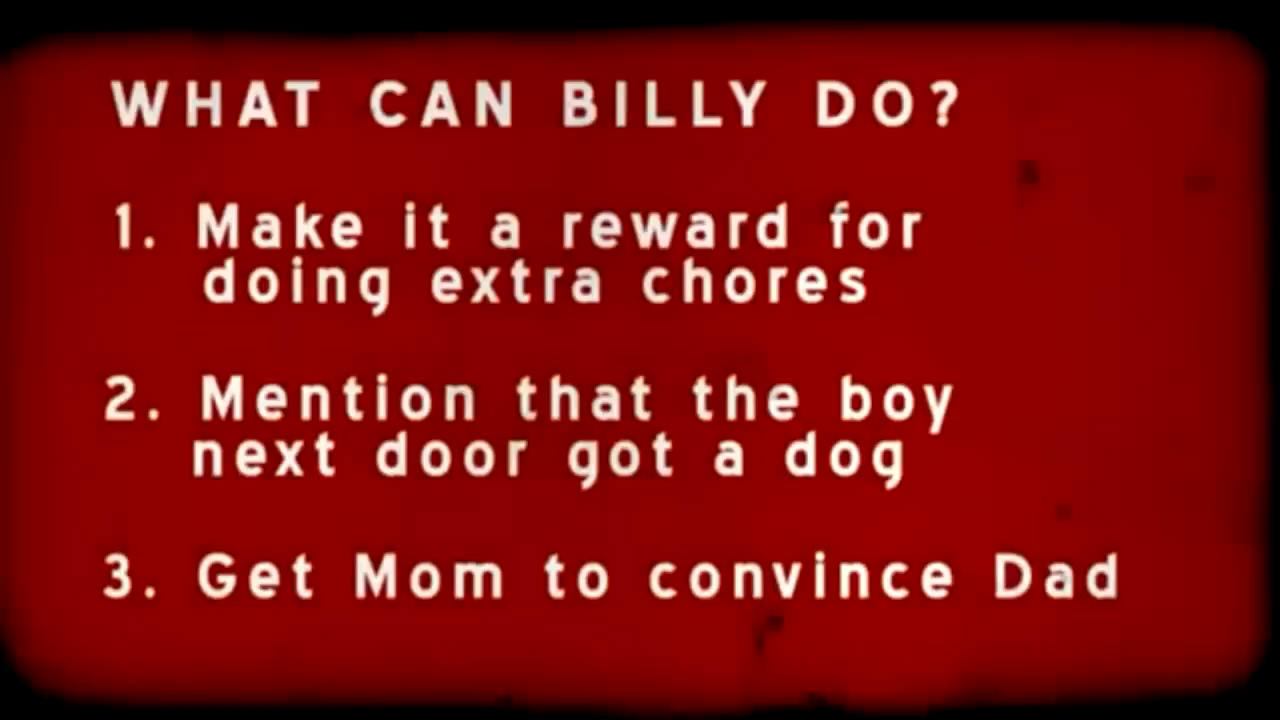 WHAT CAN BILLY DO?
1. Make it a reward for
doing extra chores
2. Mention that the boy
next door got a dog
3. Get Mom to convince Dad